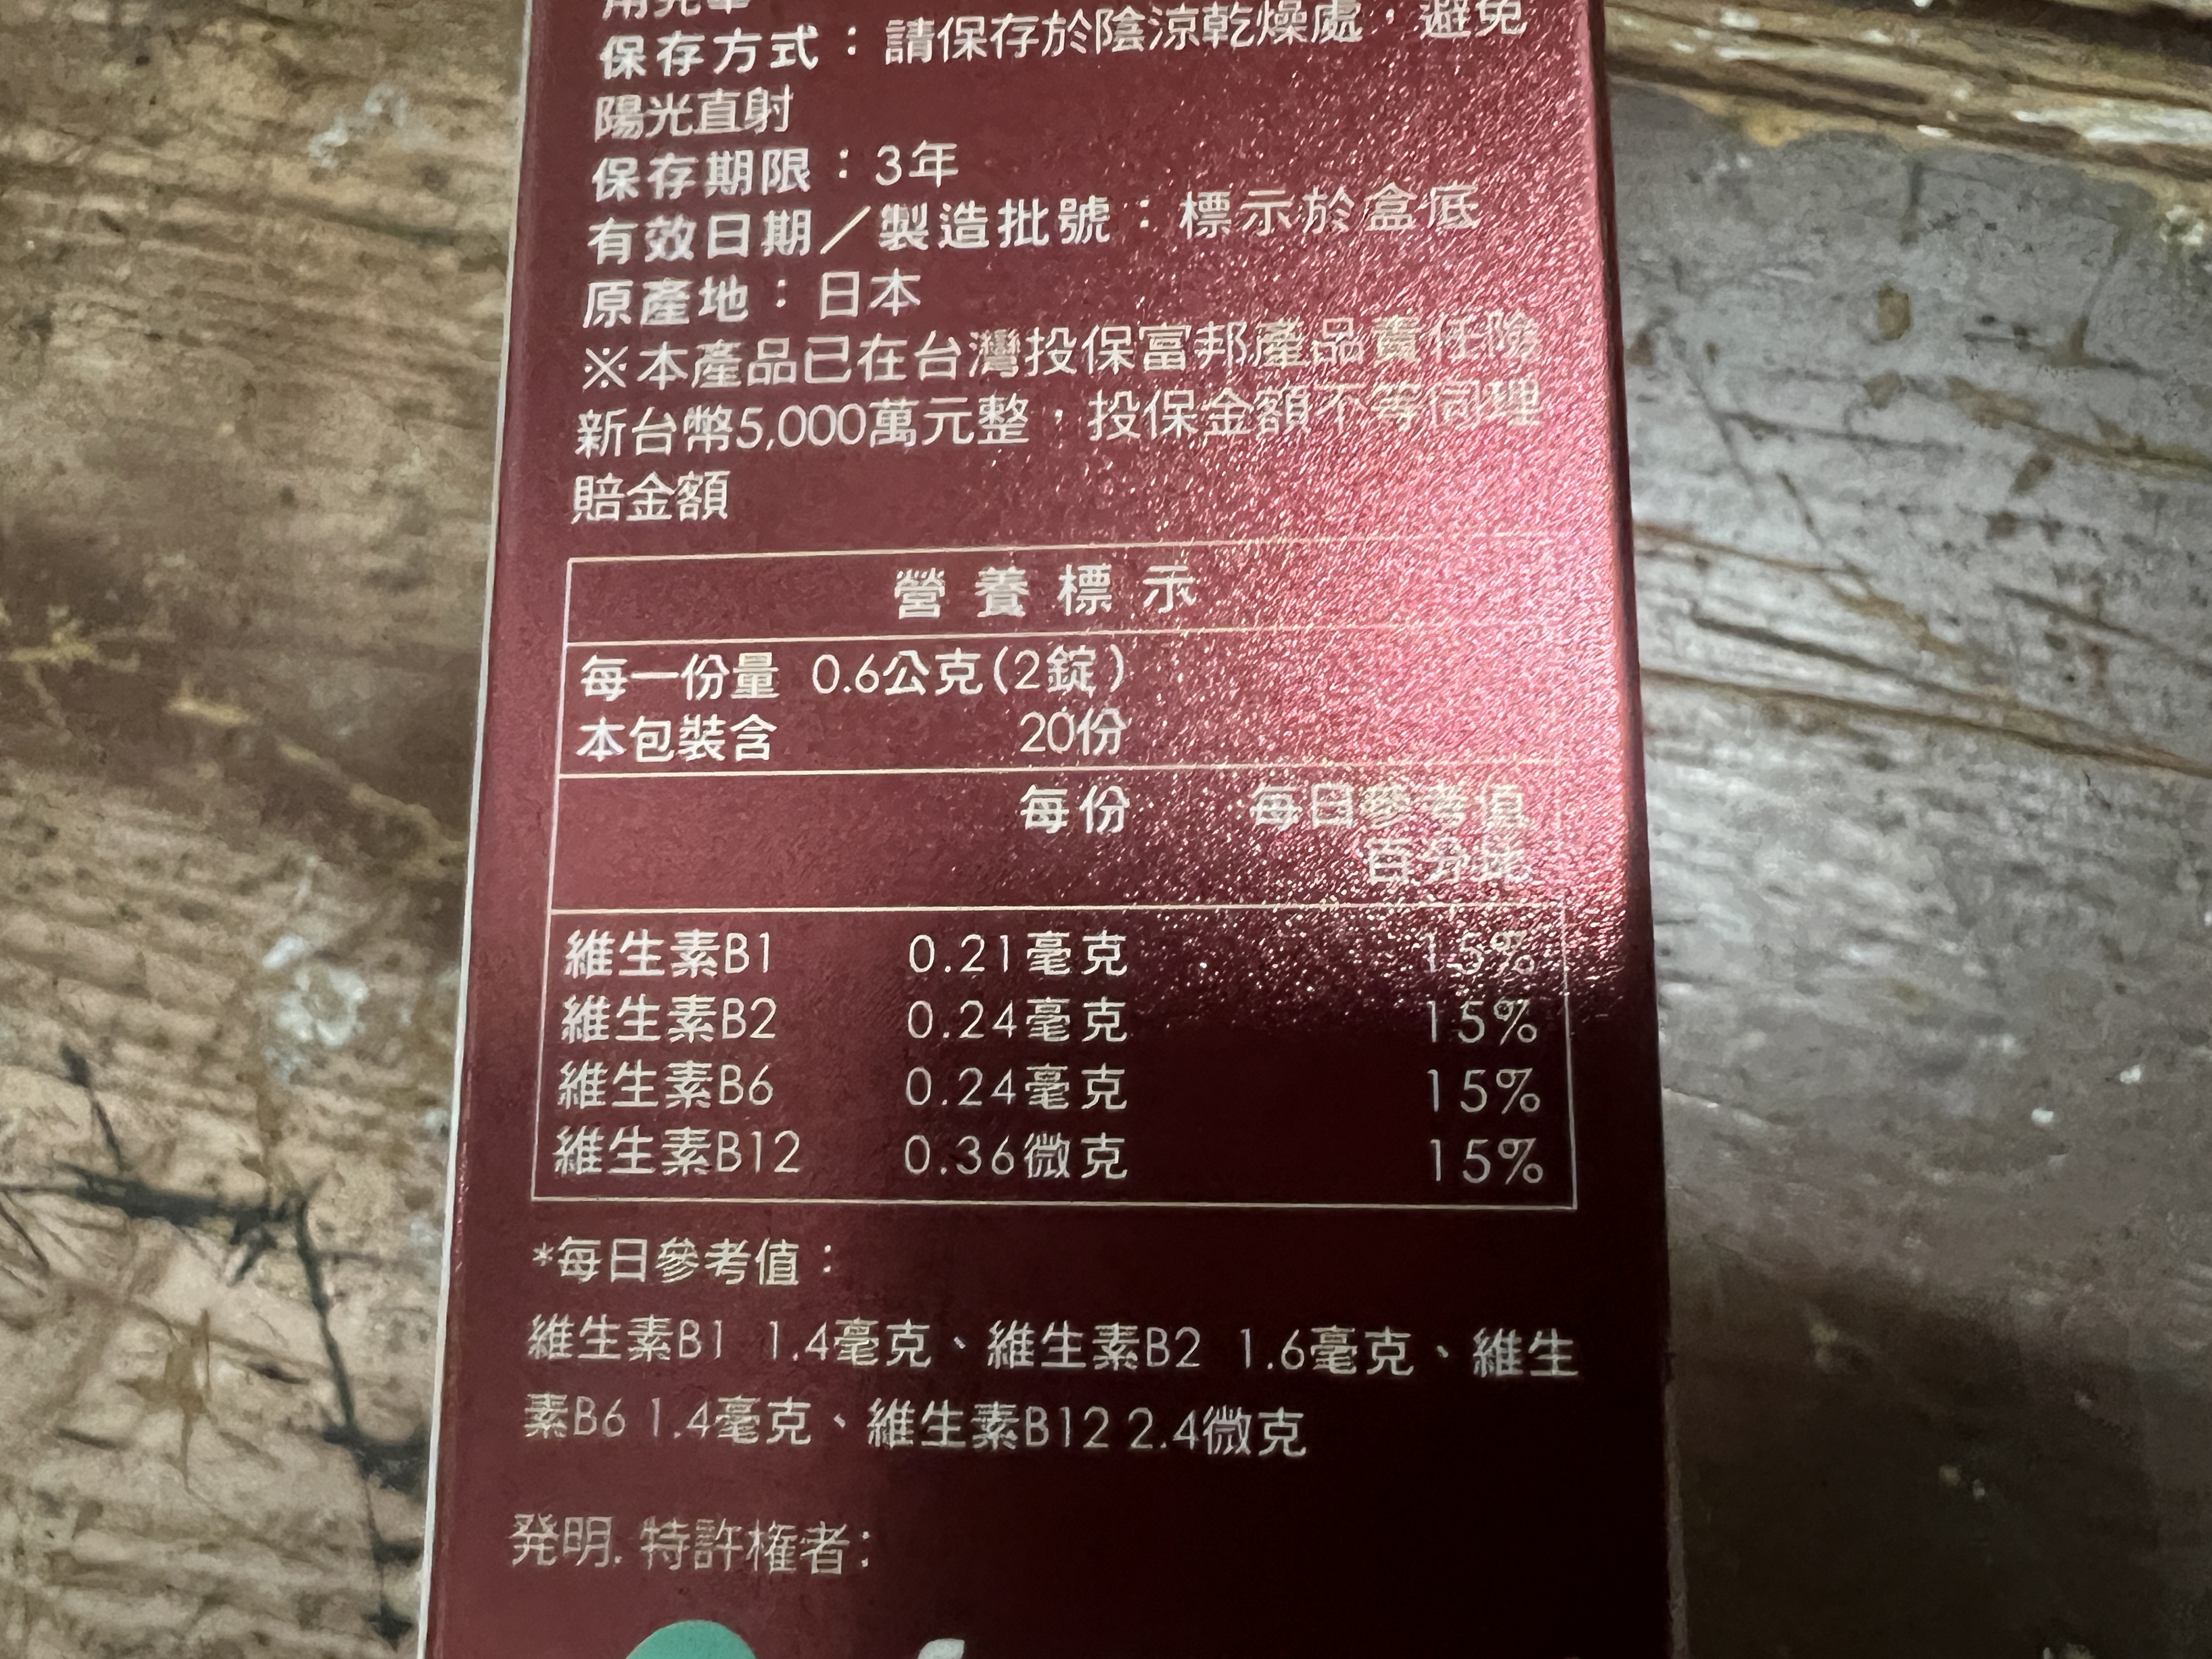 保存方式：請保存於陰涼乾燥處，避免
陽光直射
保存期限：3年
有效日期／製造批號：標示於盒底
原產地：日本
※本產品已在台灣投保富邦產品責任險
新台幣5,000萬元整，投保金額不等同理
賠金額
營養標示
每一份量 0.6公克(2錠)
本包裝含 20份
每份 每日參考值
百分比
維生素B1 0.21毫克 15%
維生素B2 0.24毫克 15%
維生素B6 0.24毫克 15%
維生素B12 0.36微克 15%
*每日參考值：
維生素B1 1.4毫克、維生素B2 1.6毫克、維生
素B6 1.4毫克、維生素B12 2.4微克
発明.特許権者: